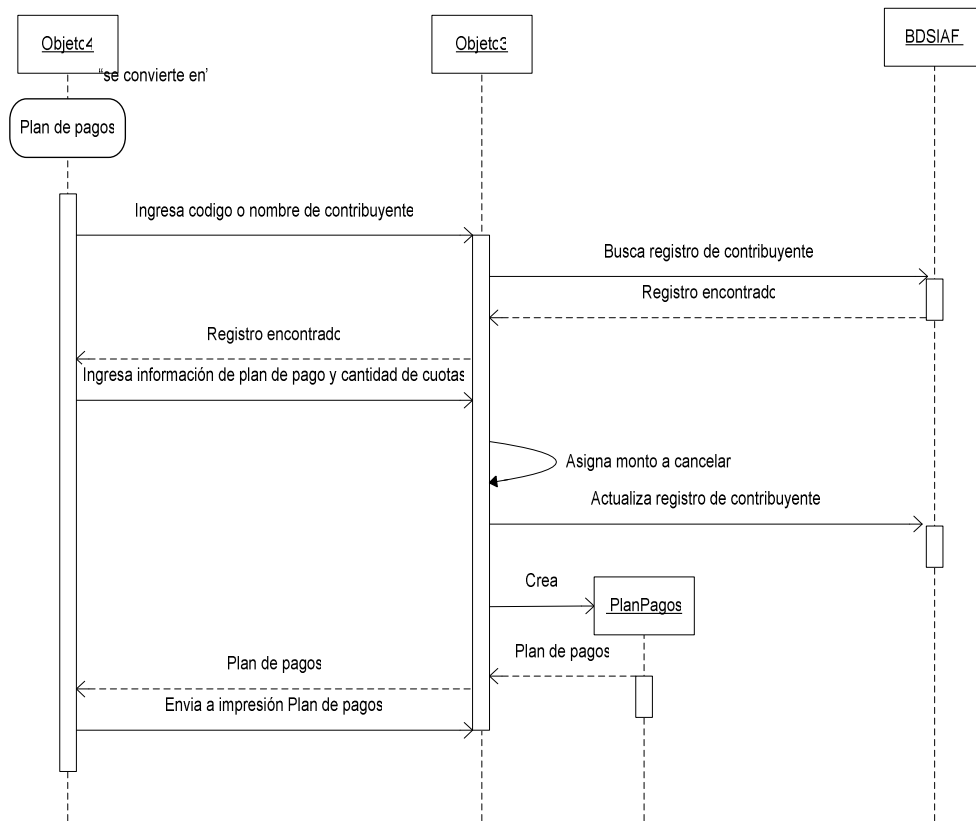 Objeto4
Objeto3
BDSIAF
"se convierte en"
Plan de pagos
Ingresa codigo o nombre de contribuyente
Busca registro de contribuyente
Registro encontrado
Registro encontrado
Ingresa información de plan de pago y cantidad de cuotas
Asigna monto a cancelar
Actualiza registro de contribuyente
Crea
PlanPagos
Plan de pagos
Plan de pagos
Envia a impresión Plan de pagos